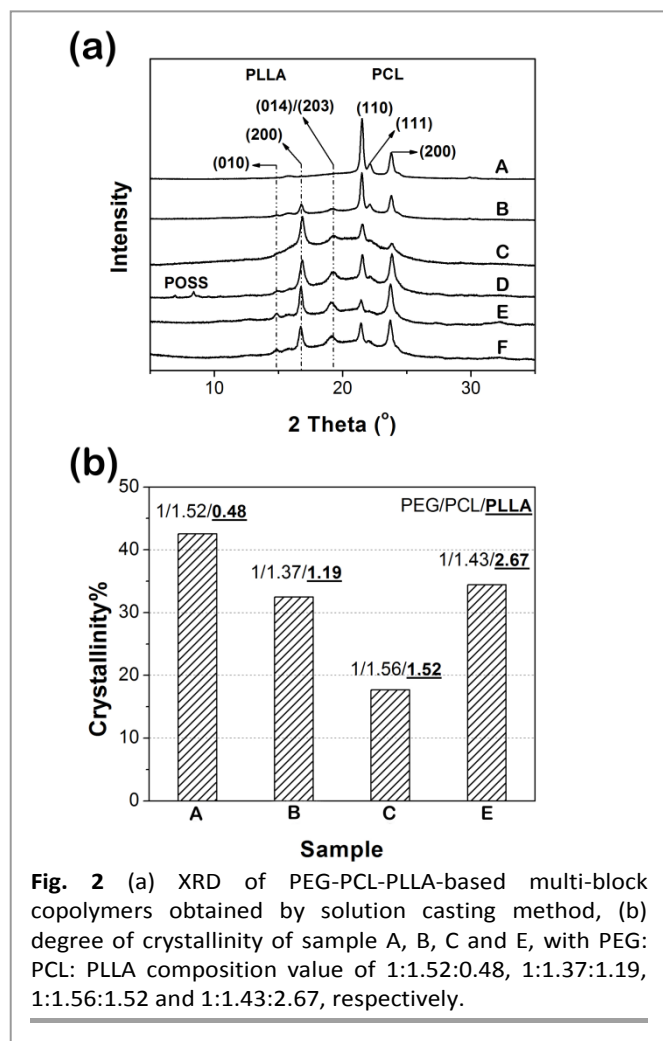 (a)
PLLA PCL
(014)/(203) (110)
(200) (111)
(010) (200)
A
B
C
POSS D
E
F
Intensity
10 20 30
2 Theta (°)
(b)
50
1/1.52/0.48 PEG/PCL/PLLA
40
1/1.37/1.19 1/1.43/2.67
30
1/1.56/1.52
20
10
0
Crystallinity%
A B C E
Sample
Fig. 2 (a) XRD of PEG-PCL-PLLA-based multi-block
copolymers obtained by solution casting method, (b)
degree of crystallinity of sample A, B, C and E, with PEG:
PCL: PLLA composition value of 1:1.52:0.48, 1:1.37:1.19,
1:1.56:1.52 and 1:1.43:2.67, respectively.